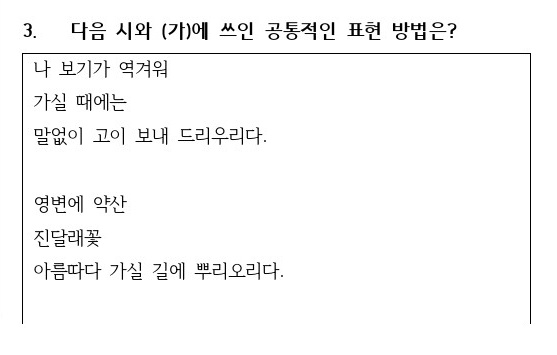 3. 다음 시와 (가)에 쓰인 공통적인 표현 방법은?
나 보기가 역겨워
가실 때에는
말없이 고이 보내 드리우리다.
영변에 약산
진달래꽃
아름따다 가실 길에 뿌리오리다.